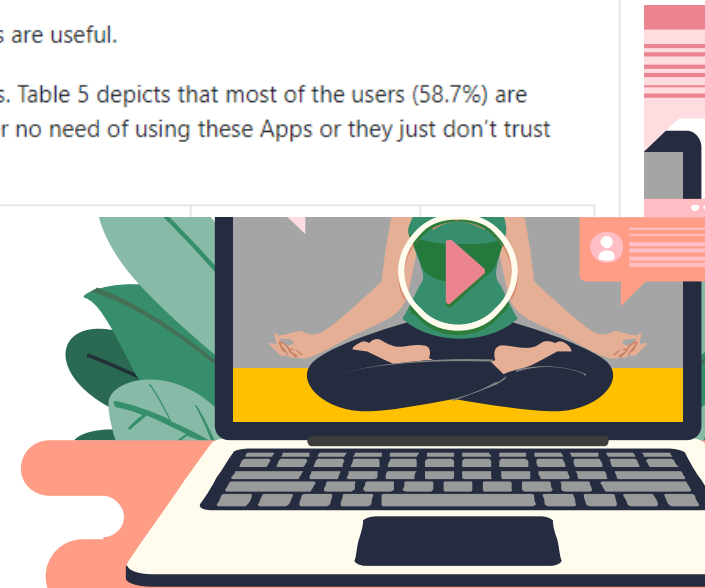 are useful.
Table 5 depicts that most of the users (58.7%) are
no need of using these Apps or they just don't trust